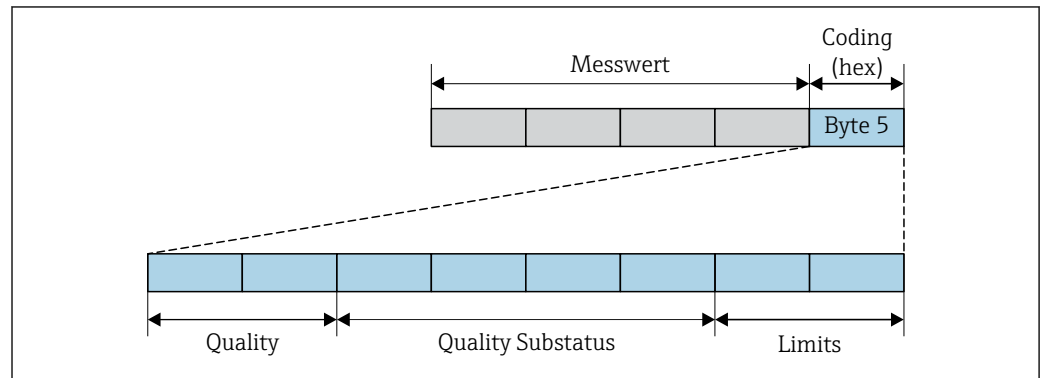 Coding
Messwert
(hex)
Byte 5
Quality
Quality Substatus
Limits